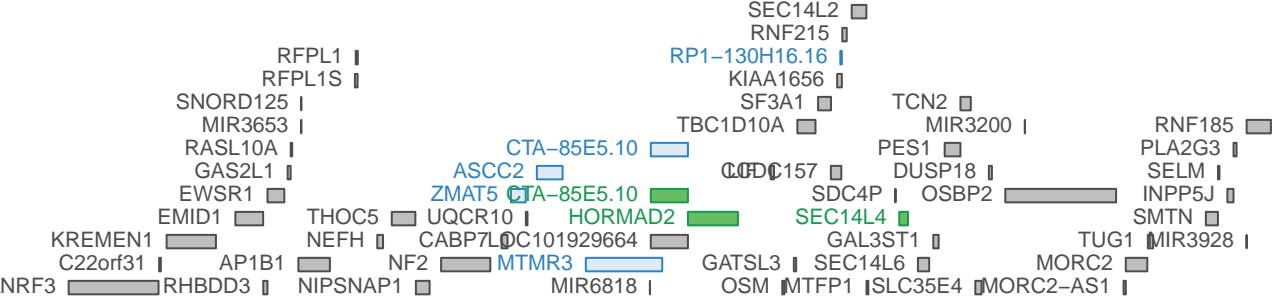 SEC14L2
RNF215
RFPL1 RP1−130H16.16
RFPL1S KIAA1656
SNORD125 SF3A1 TCN2
MIR3653 TBC1D10A MIR3200 RNF185
RASL10A CTA−85E5.10 PES1 PLA2G3
GAS2L1 ASCC2 CCDC157 DUSP18 SELM
EWSR1 ZMAT5 CTA−85E5.10 SDC4P OSBP2 INPP5J
EMID1 THOC5 UQCR10 HORMAD2 SEC14L4 SMTN
KREMEN1 NEFH CABP7 LOC101929664 GAL3ST1 TUG1 MIR3928
C22orf31 AP1B1 NF2 MTMR3 GATSL3 SEC14L6 MORC2
NRF3 RHBDD3 NIPSNAP1 MIR6818 OSM MTFP1 SLC35E4 MORC2−AS1